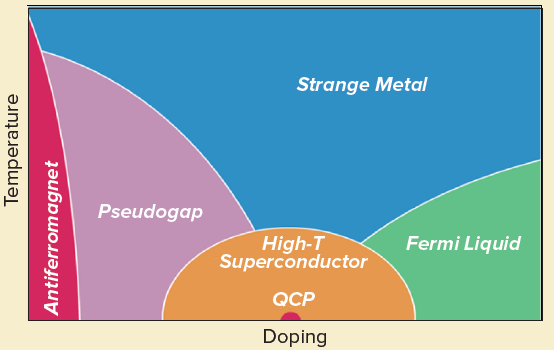 Temperature
Strange Metal
Antiferromagnet
Pseudogap
High-T
Superconductor
Fermi Liquid
QCP
Doping